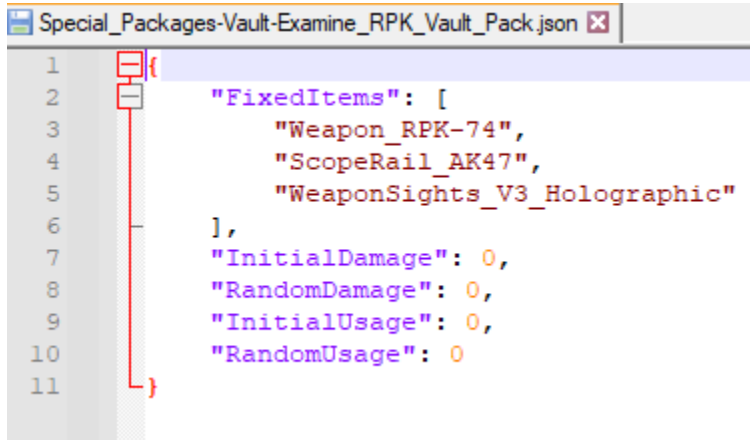 Special_Packages-Vault-Examine_RPK_Vault_Pack.json
1 {
2 "FixedItems": [
3 "Weapon_RPK-74",
4 "ScopeRail_AK47",
5 "WeaponSights_V3_Holographic"
6 ],
7 "InitialDamage": 0,
8 "RandomDamage": 0,
9 "InitialUsage": 0,
10 "RandomUsage": 0
11 }